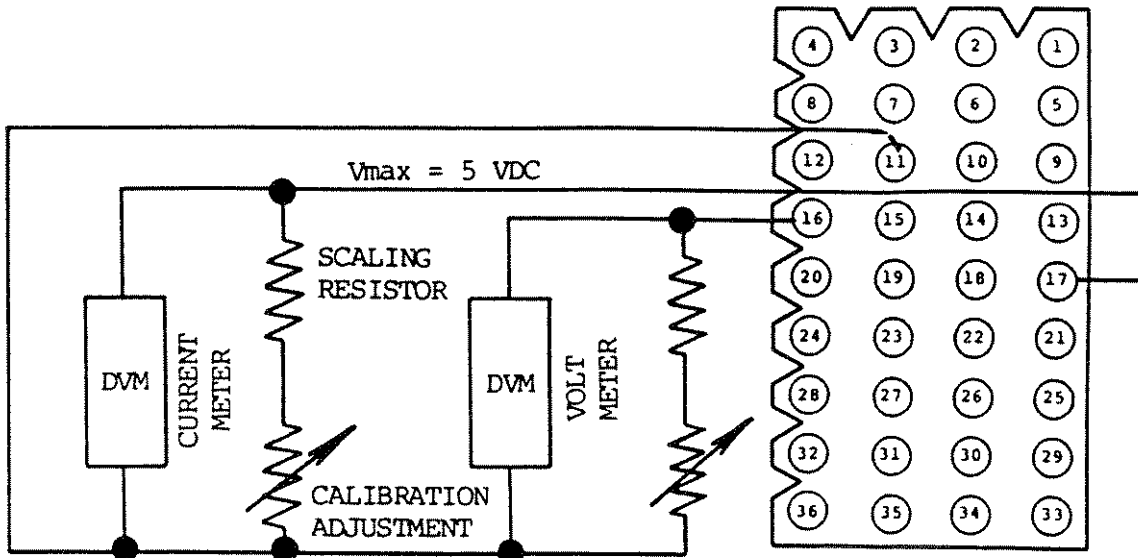 4 3 2 1
8 7 6 5
12 11 10 9
Vmax = 5 VDC
16 15 14 13
SCALING
RESISTOR
20 19 18 17
24 23 22 21
DVM
CURRENT
METER
DVM
VOLT
METER
28 27 26 25
32 31 30 29
CALIBRATION
ADJUSTMENT
36 35 34 33